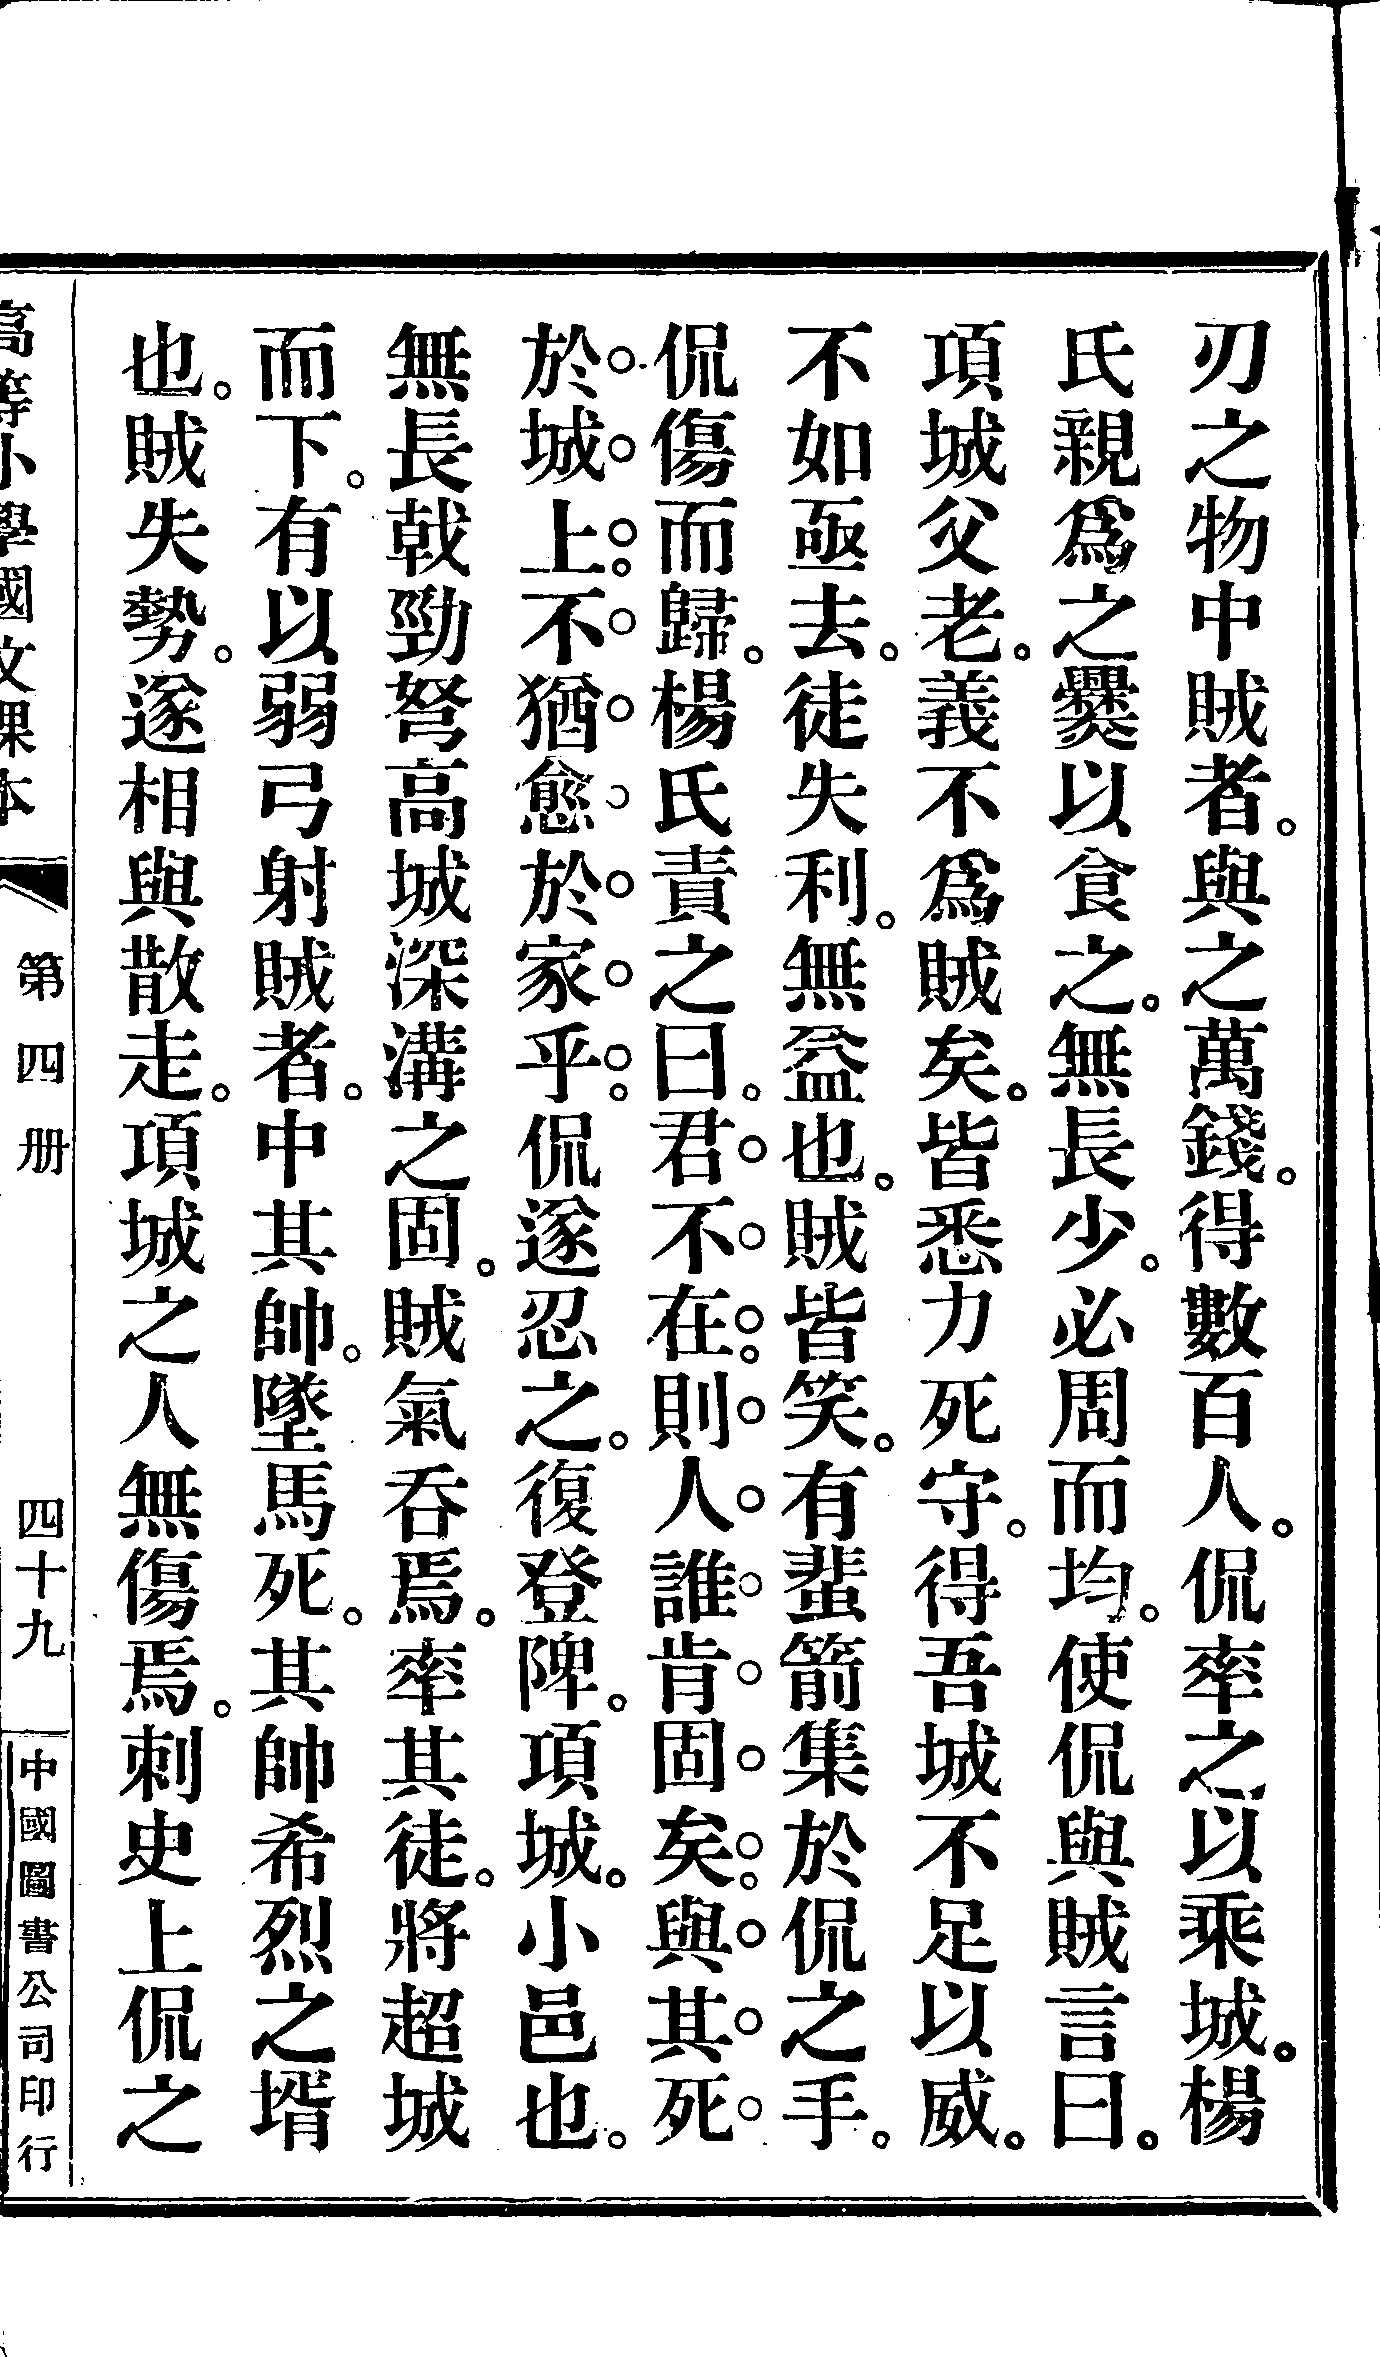 刃之物中賊者。與之萬錢。得數百人。侃率之以乘城。楊
氏親爲之爨以食之。無長少。必周而均。使侃與賊言曰。
項城父老。義不爲賊矣。皆悉力死守。得吾城不足以威。
不如亟去。徒失利。無益也。賊皆笑。有蜚箭集於侃之手。
侃傷而歸。楊氏責之曰。君不在。則人誰肯固矣。與其死
於城上。不猶愈於家乎。侃遂忍之。復登陴。項城。小邑也。
無長戟勁弩高城深溝之固。賊氣吞焉。率其徒。將超城
而下。有以弱弓射賊者。中其帥。墜馬死。其帥希烈之壻
也。賊失勢。遂相與散走。項城之人無傷焉。刺史上侃之
高等小學國文課本
第四册
四十九
中國圖書公司印行